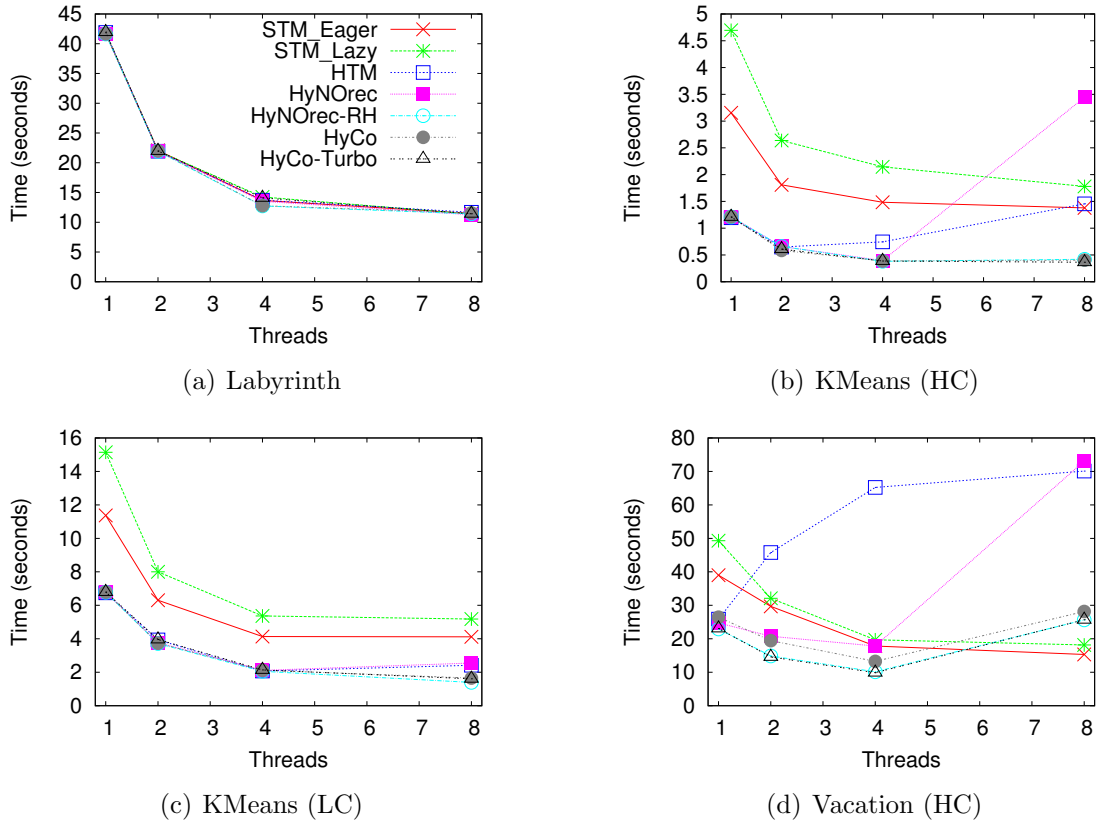 Time (seconds)
45
40
35
30
25
20
15
10
5
0
1 2 3 4 5 6 7 8
Threads
STM_Eager
STM_Lazy
HTM
HyNOrec
HyNOrec-RH
HyCo
HyCo-Turbo
(a) Labyrinth
Time (seconds)
5
4.5
4
3.5
3
2.5
2
1.5
1
0.5
0
1 2 3 4 5 6 7 8
Threads
(b) KMeans (HC)
Time (seconds)
16
14
12
10
8
6
4
2
0
1 2 3 4 5 6 7 8
Threads
(c) KMeans (LC)
Time (seconds)
80
70
60
50
40
30
20
10
0
1 2 3 4 5 6 7 8
Threads
(d) Vacation (HC)